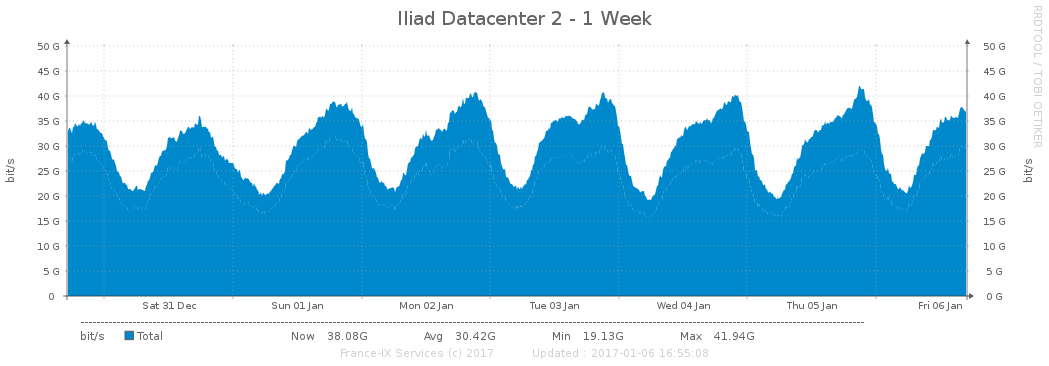 Iliad Datacenter 2 - 1 Week
RRDTOOL / TOBI OETIKER
bit/s
50 G 50 G
45 G 45 G
40 G 40 G
35 G 35 G
30 G 30 G
25 G 25 G
20 G 20 G
15 G 15 G
10 G 10 G
5 G 5 G
0 0 G
bit/s
Sat 31 Dec Sun 01 Jan Mon 02 Jan Tue 03 Jan Wed 04 Jan Thu 05 Jan Fri 06 Jan
bit/s Total Now 38.08G Avg 30.42G Min 19.13G Max 41.94G
France-IX Services (c) 2017 Updated : 2017-01-06 16:55:08